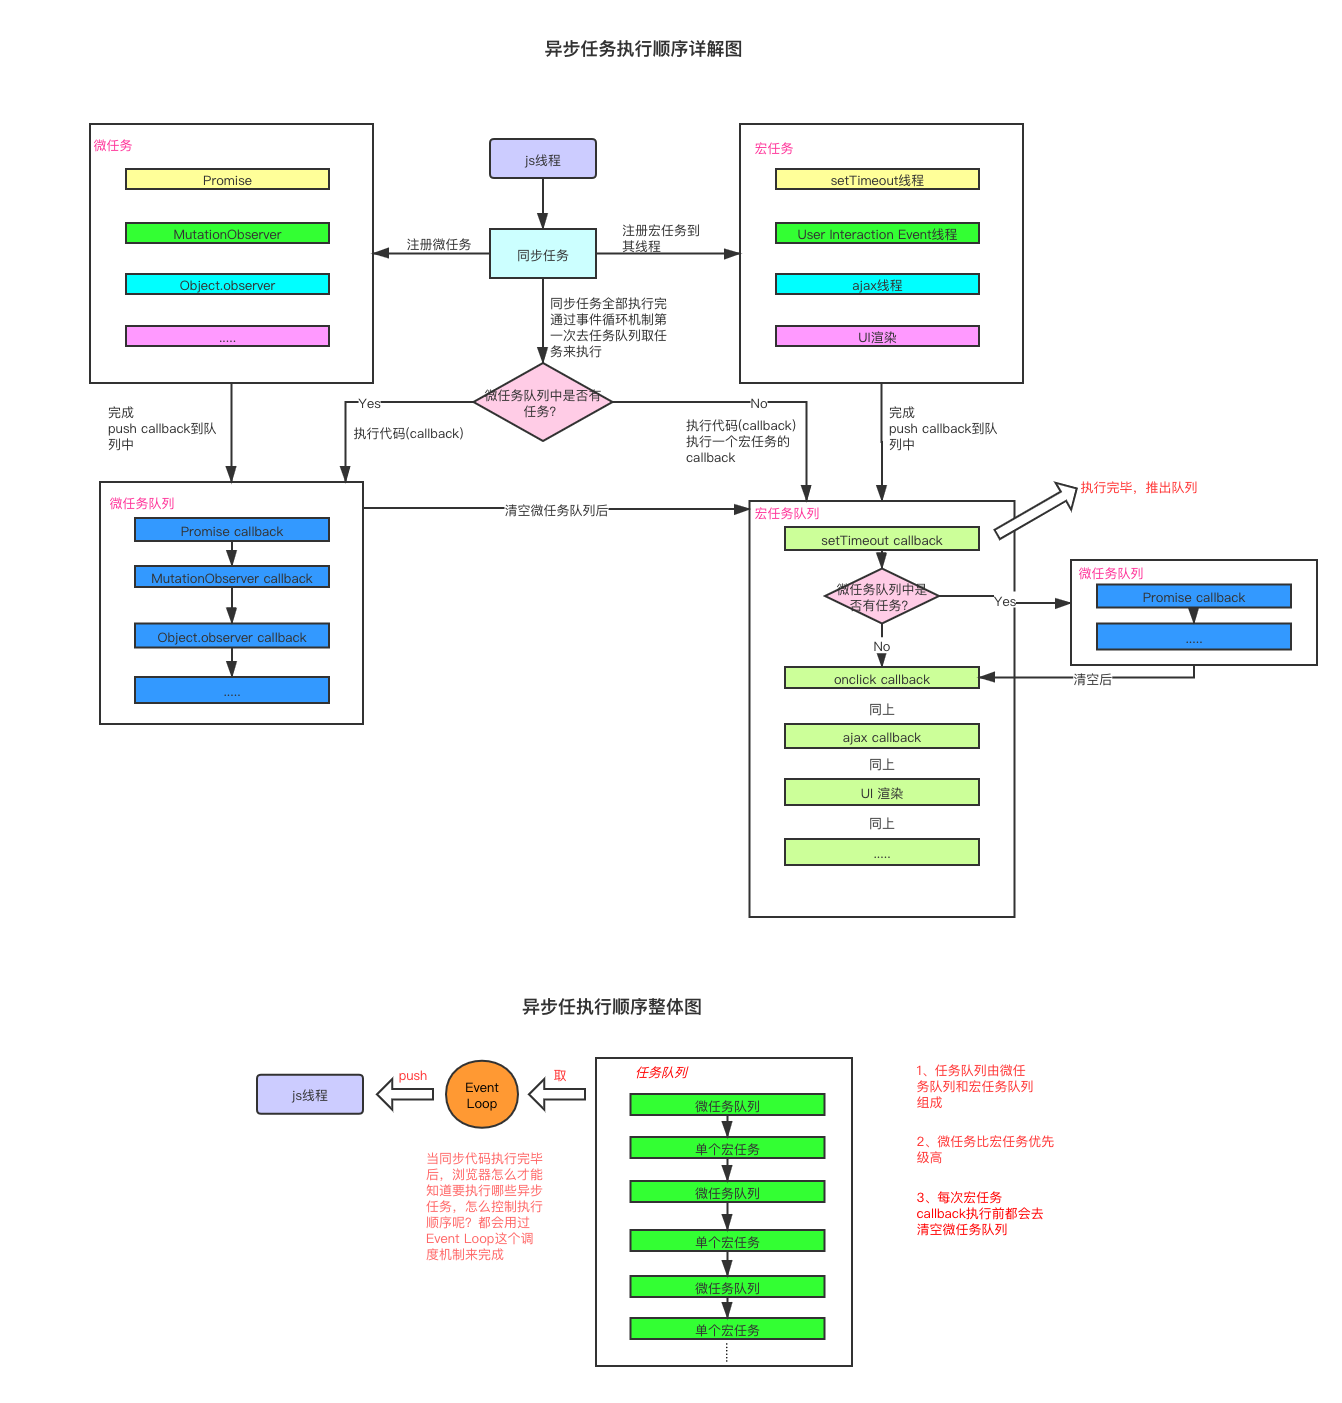 异步任务执行顺序详解图
微任务
Promise
MutationObserver
Object.observer
.....
js线程
同步任务
注册微任务
注册宏任务到
其线程
宏任务
setTimeout线程
User Interaction Event线程
ajax线程
UI渲染
同步任务全部执行完
通过事件循环机制第
一次去任务队列取任
务来执行
微任务队列中是否有
任务?
Yes
执行代码(callback)
No
执行代码(callback)
执行一个宏任务的
callback
完成
push callback到队
列中
完成
push callback到队
列中
微任务队列
Promise callback
MutationObserver callback
Object.observer callback
.....
清空微任务队列后
宏任务队列
setTimeout callback
执行完毕，推出队列
微任务队列中是
否有任务?
Yes
No
微任务队列
Promise callback
.....
清空后
onclick callback
同上
ajax callback
同上
UI 渲染
同上
.....
异步任执行顺序整体图
js线程
push
Event
Loop
取
当同步代码执行完毕
后，浏览器怎么才能
知道要执行哪些异步
任务，怎么控制执行
顺序呢？都会用过
Event Loop这个调
度机制来完成
任务队列
微任务队列
单个宏任务
微任务队列
单个宏任务
微任务队列
单个宏任务
1、任务队列由微任
务队列和宏任务队列
组成
2、微任务比宏任务优先
级高
3、每次宏任务
callback执行前都会去
清空微任务队列